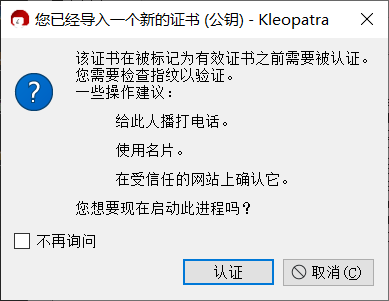 您已经导入一个新的证书 (公钥) - Kleopatra
该证书在被标记为有效证书之前需要被认证。
您需要检查指纹以验证。
一些操作建议：
给此人播打电话。
使用名片。
在受信任的网站上确认它。
您想要现在启动此进程吗？
不再询问
认证
取消(C)